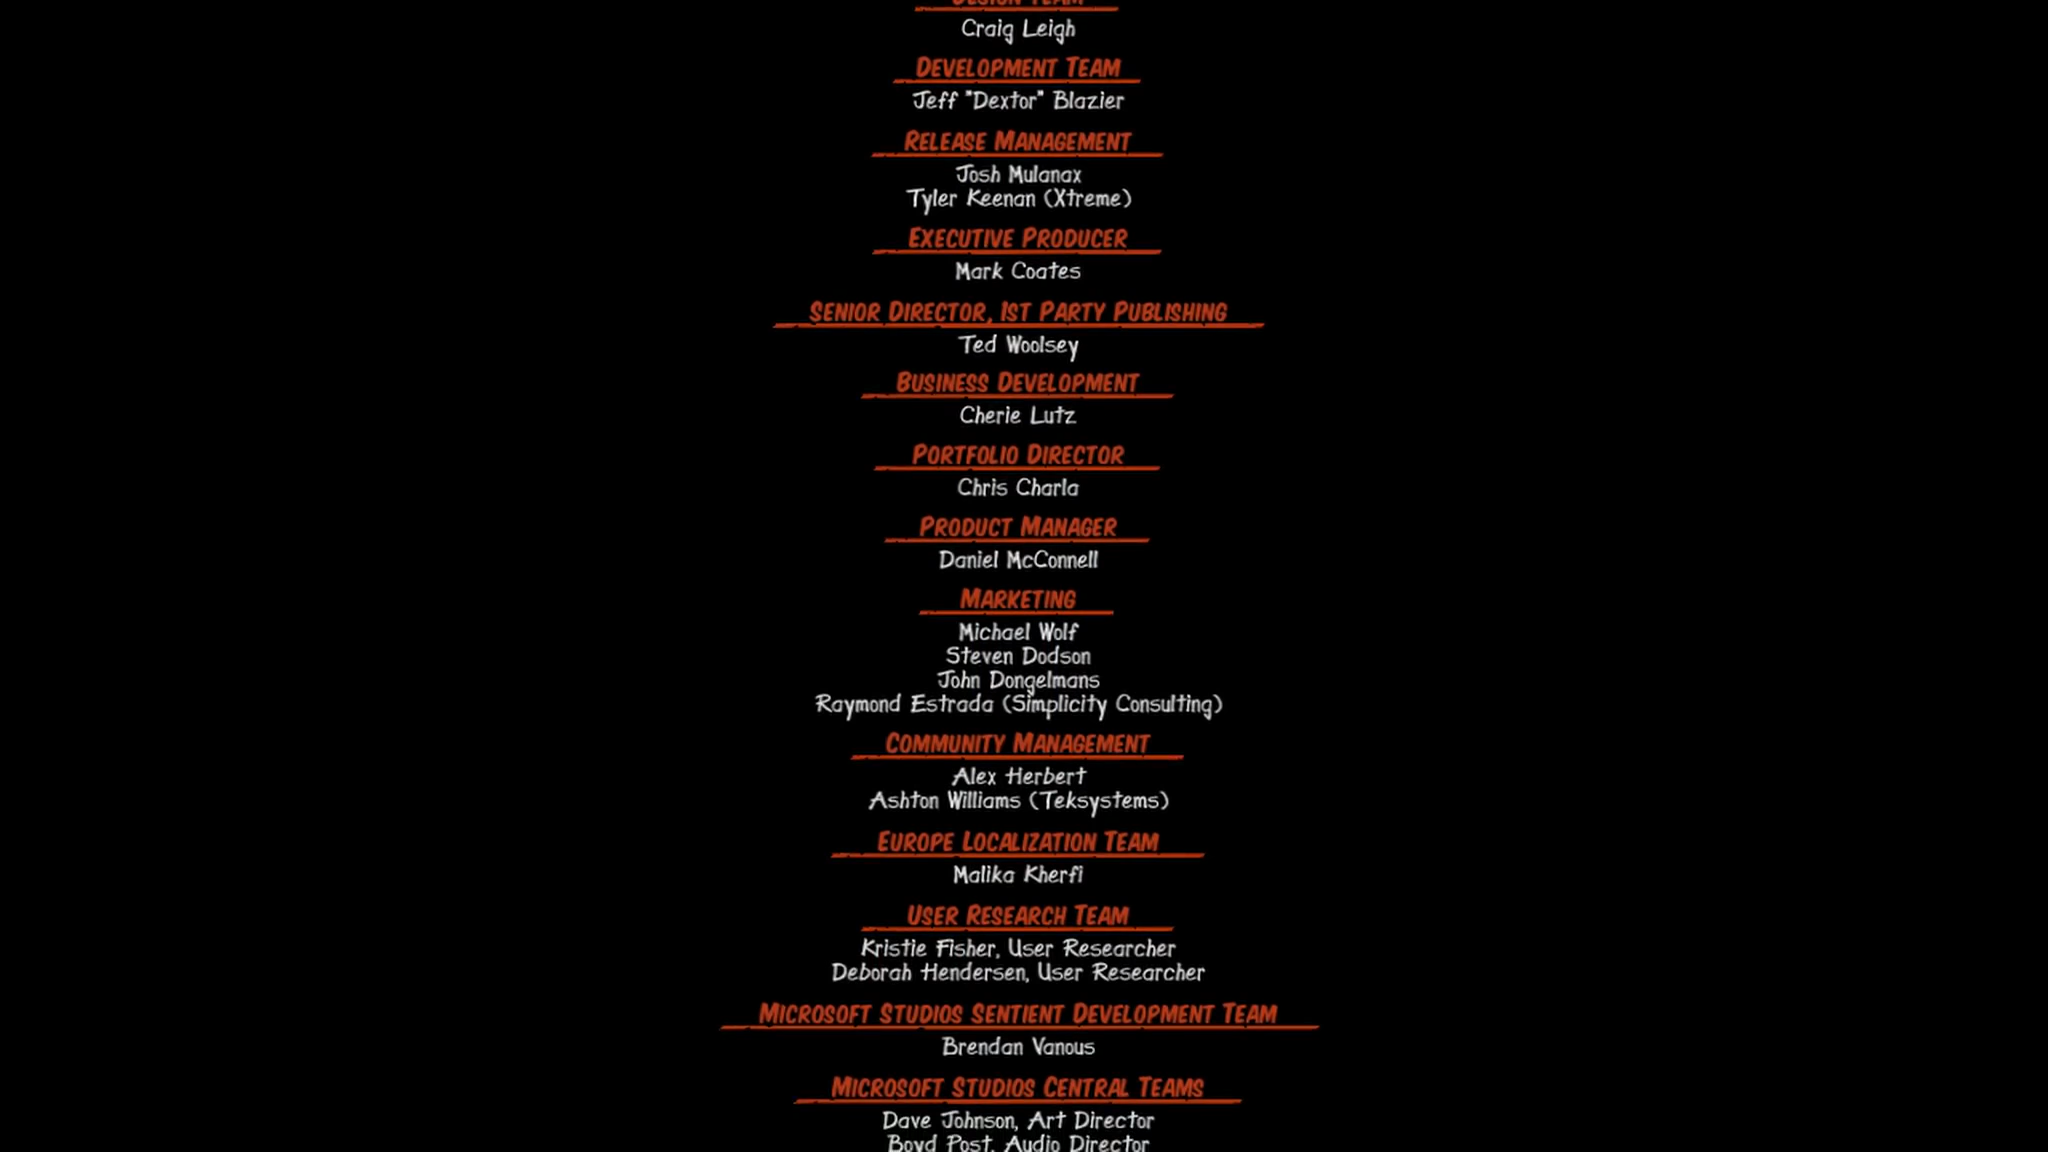 DESIGN TEAM
Craig Leigh
DEVELOPMENT TEAM
Jeff "Dextor" Blazier
RELEASE MANAGEMENT
Josh Mulanax
Tyler Keenan (Xtreme)
EXECUTIVE PRODUCER
Mark Coates
SENIOR DIRECTOR, 1ST PARTY PUBLISHING
Ted Woolsey
BUSINESS DEVELOPMENT
Cherie Lutz
PORTFOLIO DIRECTOR
Chris Charla
PRODUCT MANAGER
Daniel McConnell
MARKETING
Michael Wolf
Steven Dodson
John Dongelmans
Raymond Estrada (Simplicity Consulting)
COMMUNITY MANAGEMENT
Alex Herbert
Ashton Williams (Teksystems)
EUROPE LOCALIZATION TEAM
Malika Kherfi
USER RESEARCH TEAM
Kristie Fisher, User Researcher
Deborah Hendersen, User Researcher
MICROSOFT STUDIOS SENTIENT DEVELOPMENT TEAM
Brendan Vanous
MICROSOFT STUDIOS CENTRAL TEAMS
Dave Johnson, Art Director
Boyd Post, Audio Director